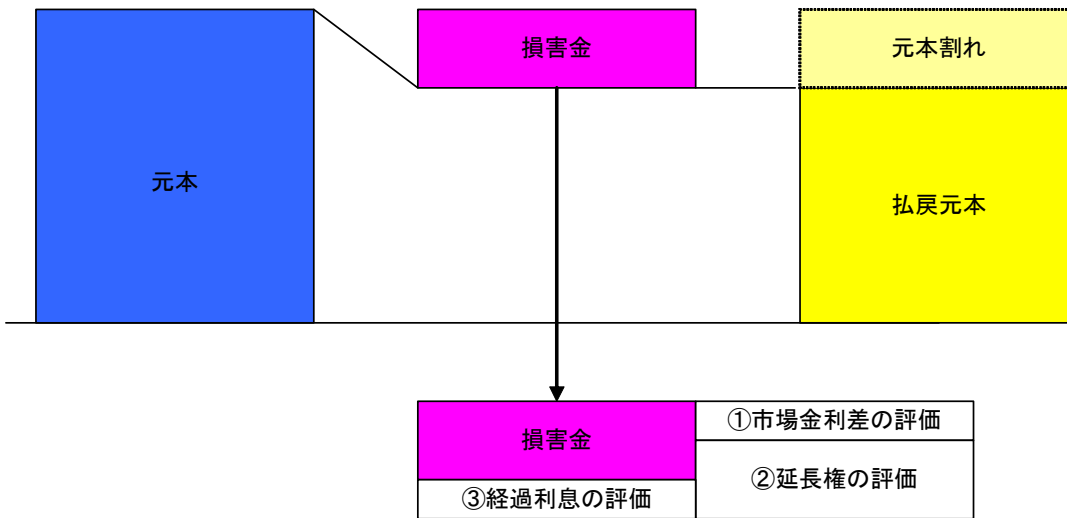 損害金
元本割れ
元本
払戻元本
損害金
①市場金利差の評価
②延長権の評価
③経過利息の評価